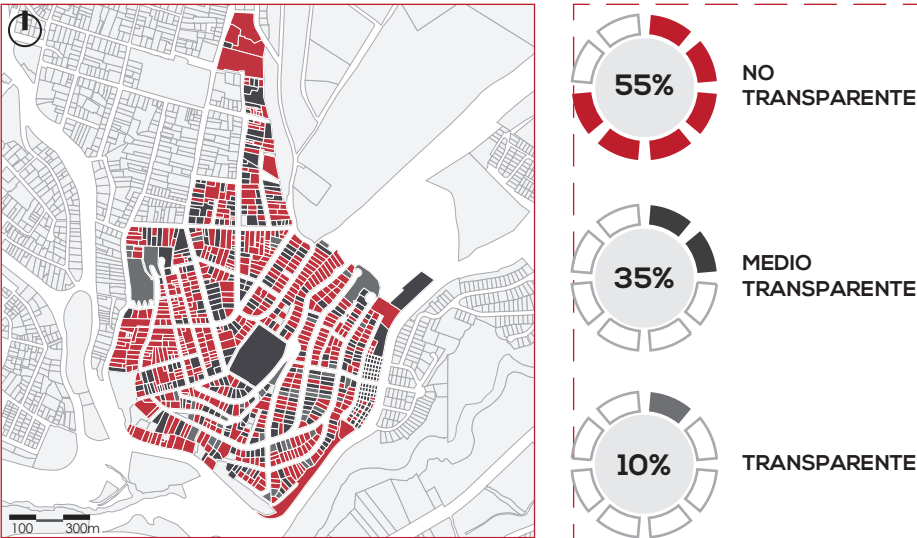 55%
NO
TRANSPARENTE
35%
MEDIO
TRANSPARENTE
10%
TRANSPARENTE
100 300m